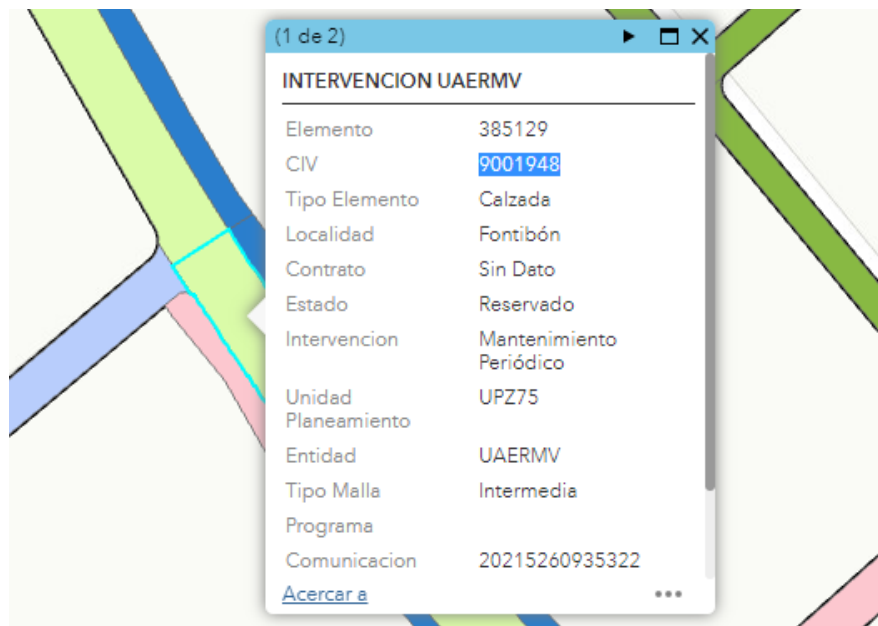 (1 de 2)
INTERVENCION UAERMV
Elemento 385129
CIV 9001948
Tipo Elemento Calzada
Localidad Fontibón
Contrato Sin Dato
Estado Reservado
Intervencion Mantenimiento
Periódico
Unidad UPZ75
Planeamiento
Entidad UAERMV
Tipo Malla Intermedia
Programa
Comunicacion 20215260935322
Acercar a